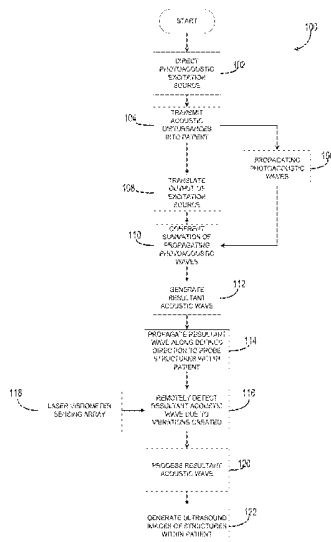 START
100
DIRECT
PHOTOACOUSTIC
EXCITATION
SOURCE
102
TRANSMIT
ACOUSTIC
DISTURBANCES
INTO PATIENT
104
PROPAGATING
PHOTOACOUSTIC
WAVES
106
TRANSLATE
OUTPUT OF
EXCITATION
SOURCE
108
COHERENT
SUMMATION OF
PROPAGATING
PHOTOACOUSTIC
WAVES
110
GENERATE
RESULTANT
ACOUSTIC WAVE
112
PROPAGATE RESULTANT
WAVE ALONG DEFINED
DIRECTION TO PROBE
STRUCTURES WITHIN
PATIENT
114
118
LASER VIBROMETER
SENSING ARRAY
REMOTELY DETECT
RESULTANT ACOUSTIC
WAVE DUE TO
VIBRATIONS CREATED
116
PROCESS RESULTANT
ACOUSTIC WAVE
120
GENERATE ULTRASOUND
IMAGES OF STRUCTURES
WITHIN PATIENT
122